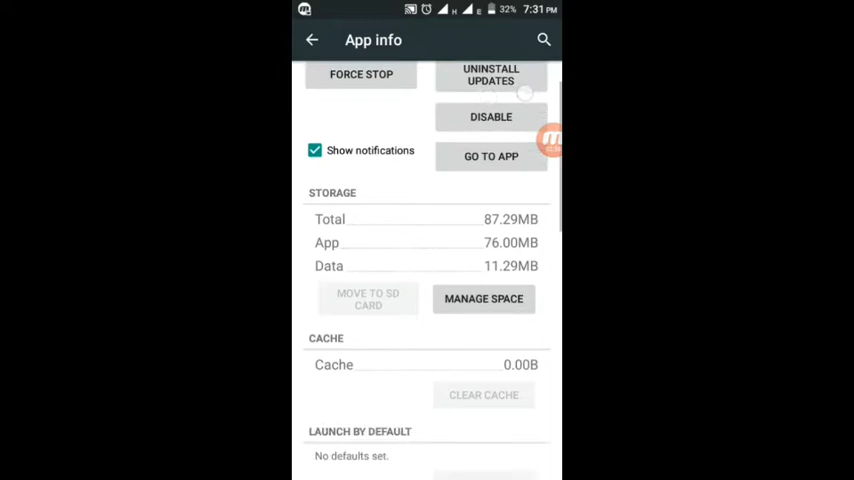 H E 32% 7:31 PM
App info
FORCE STOP
UNINSTALL
UPDATES
DISABLE
Show notifications
GO TO APP
STORAGE
Total 87.29MB
App 76.00MB
Data 11.29MB
MOVE TO SD
CARD
MANAGE SPACE
CACHE
Cache 0.00B
CLEAR CACHE
LAUNCH BY DEFAULT
No defaults set.